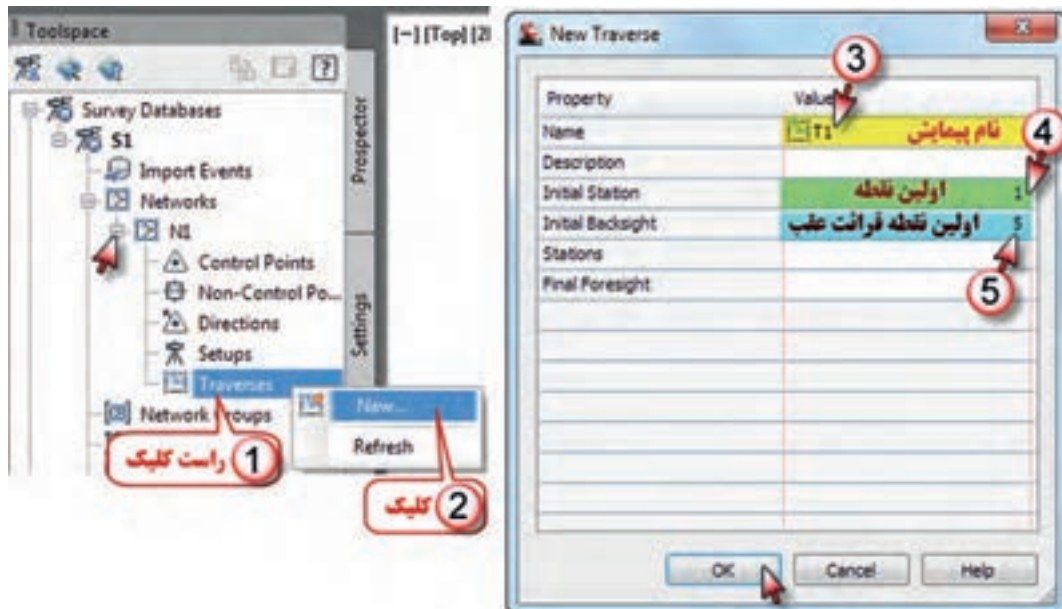 Toolspace
Survey Databases
S1
Import Events
Networks
N1
Control Points
Non-Control Po...
Directions
Setups
Traverses
Network Groups
Prospector
Settings
[−] [Top] [2
New...
Refresh
1 راست کلیک
2 کلیک
New Traverse
3
Property Value
Name T1 نام پیمایش
4
Description
Initial Station اولین نقطه 1
Initial Backsight اولین نقطه قرائت عقب 5
Stations
Final Foresight
5
OK Cancel Help